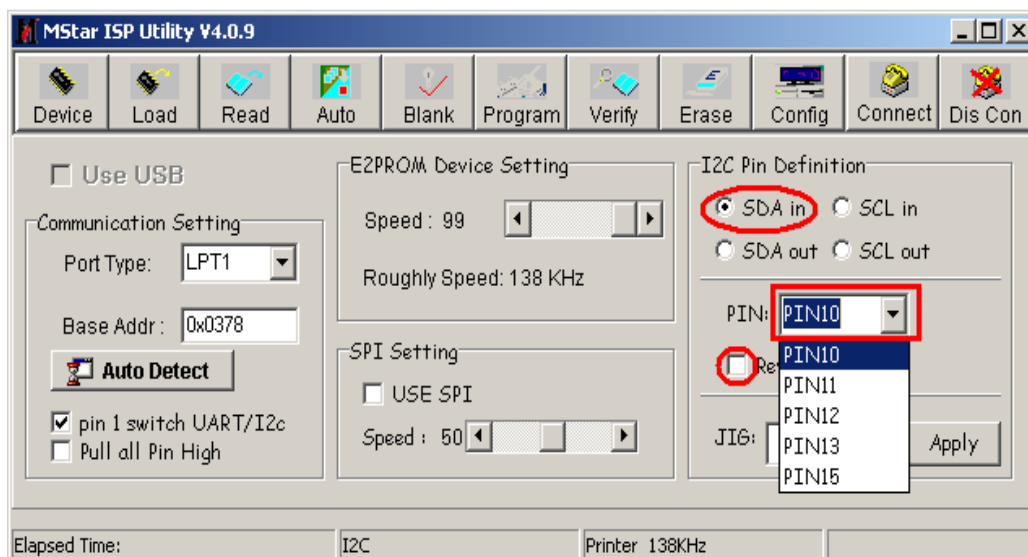 MStar ISP Utility V4.0.9
Device Load Read Auto Blank Program Verify Erase Config Connect Dis Con
Use USB
Communication Setting
Port Type: LPT1
Base Addr : 0x0378
Auto Detect
pin 1 switch UART/I2c
Pull all Pin High
E2PROM Device Setting
Speed : 99
Roughly Speed: 138 KHz
SPI Setting
USE SPI
Speed : 50
I2C Pin Definition
SDA in SCL in
SDA out SCL out
PIN: PIN10
PIN10
PIN11
PIN12
PIN13
PIN15
JIG:
Apply
Elapsed Time: I2C Printer 138KHz